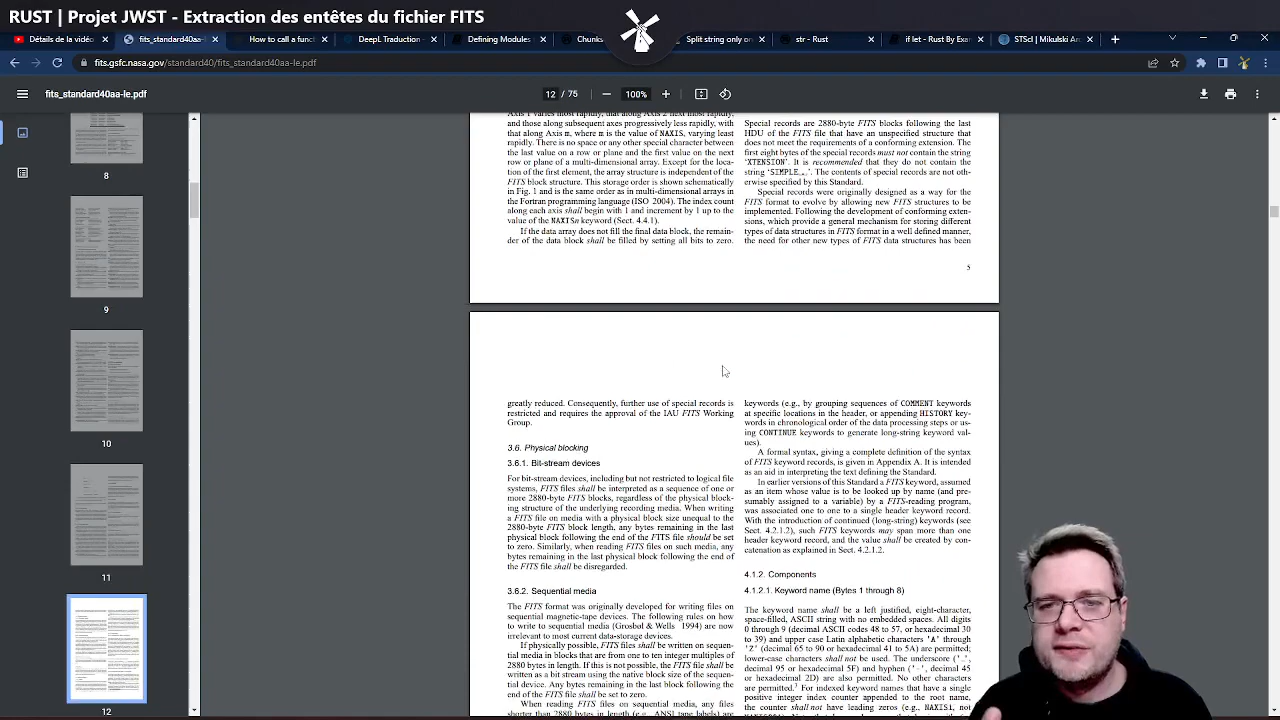 RUST | Projet JWST - Extraction des entêtes du fichier FITS
Détails de la vidéo
fits_standard40aa-le.p
How to call a funct
DeepL Traduction -
Defining Modules
Chunks
Split string only o
str - Rust
if let - Rust By Exam
STScI | Mikulski Arc
fits.gsfc.nasa.gov/standard40/fits_standard40aa-le.pdf
fits_standard40aa-le.pdf
12 / 75
100%
8
9
10
11
12
Axis 1 varies most rapidly, that along Axis 2 next most rapidly,
and those along subsequent axes progressively less rapidly, with
that along Axis m, where m is the value of NAXIS, varying least
rapidly. There is no space or any other special character between
the last value on a row or plane and the first value on the next
row or plane of a multi-dimensional array. Except for the loca-
tion of the first element, the array structure is independent of the
FITS block structure. This storage order is shown schematically
in Fig. 1 and is the same order as in multi-dimensional arrays in
the Fortran programming language (ISO 2004). The index count
along each axis shall begin with 1 and increment by 1 up to the
value of the NAXISn keyword (Sect. 4.4.1).
If the data array does not fill the final data block, the remain-
der of the data block shall be filled by setting all bits to zero.
Special records are 2880-byte FITS blocks following the last
HDU of the FITS file that have an unspecified structure that
does not meet the requirements of a conforming extension. The
first eight bytes of the special records must not contain the string
'XTENSION'. It is recommended that they do not contain the
string 'SIMPLE␣␣'. The contents of special records are not oth-
erwise specified by this Standard.
Special records were originally designed as a way for the
FITS format to evolve by allowing new FITS structures to be
implemented. Following the development of conforming exten-
sions, which provide a general mechanism for storing different
types of data structures in FITS format in a well defined manner,
the need for other new types of FITS data structures has been
5
greatly reduced. Consequently, further use of special records is
restricted and requires the approval of the IAU FITS Working
Group.
3.6. Physical blocking
3.6.1. Bit-stream devices
For bit-stream devices, including but not restricted to logical file
systems, FITS files shall be interpreted as a sequence of one or
more 2880-byte FITS blocks, regardless of the physical block-
ing structure of the underlying recording media. When writing
a FITS file on media with a physical block size unequal to the
2880-byte FITS block length, any bytes remaining in the last
physical block following the end of the FITS file should be set
to zero. Similarly, when reading FITS files on such media, any
bytes remaining in the last physical block following the end of
the FITS file shall be disregarded.
3.6.2. Sequential media
The FITS format was originally developed for writing files on
sequential magnetic-tape devices. The following rules on how
to write to sequential media (Grosbøl & Wells 1994) are now
irrelevant to most current data-storage devices.
If physically possible, FITS files shall be written on sequen-
tial media in blocks that are from one to ten integer multiples of
2880-bytes in length. If this is not possible, the FITS file shall
be written using the native block size of the sequen-
tial device. Any bytes remaining in the last block following the
end of the FITS file shall be set to zero.
When reading FITS files on sequential media, any files
shorter than 2880 bytes in length (e.g., ANSI tape labels) are
keywords (e.g., by grouping sequences of COMMENT keywords
at specific locations in the header, or appending HISTORY key-
words in chronological order of the data processing steps or us-
ing CONTINUE keywords to generate long-string keyword val-
ues).
A formal syntax, giving a complete definition of the syntax
of FITS keyword records, is given in Appendix A. It is intended
as an aid in interpreting the text defining the Standard.
In earlier versions of this Standard a FITS keyword, assumed
as an item whose value is to be looked up by name (and pre-
sumably assigned to a variable) by a FITS-reading program,
was associated one to one to a single header keyword record.
With the introduction of continued (long-string) keywords (see
Sect. 4.2.1.2), such FITS keywords may span more than one
header keyword record, and the value shall be created by con-
catenation as explained in Sect. 4.2.1.2.
4.1.2. Components
4.1.2.1. Keyword name (Bytes 1 through 8)
The keyword name shall be a left justified, eight-character,
space-filled, ASCII string with no embedded spaces. All digits
0 through 9 (decimal ASCII codes 48 to 57, or hexadecimal 30
to 39) and upper case Latin alphabetic characters 'A' through
'Z' (decimal 65 to 90 or hexadecimal 41 to 5A) are permitted;
lower-case characters shall not be used. The underscore ('_',
decimal 95 or hexadecimal 5F) and hyphen ('-', decimal 45
are permitted. For indexed keyword names that have a single
positive integer index counter appended to the root name,
the counter shall not have leading zeros (e.g., NAXIS1, not